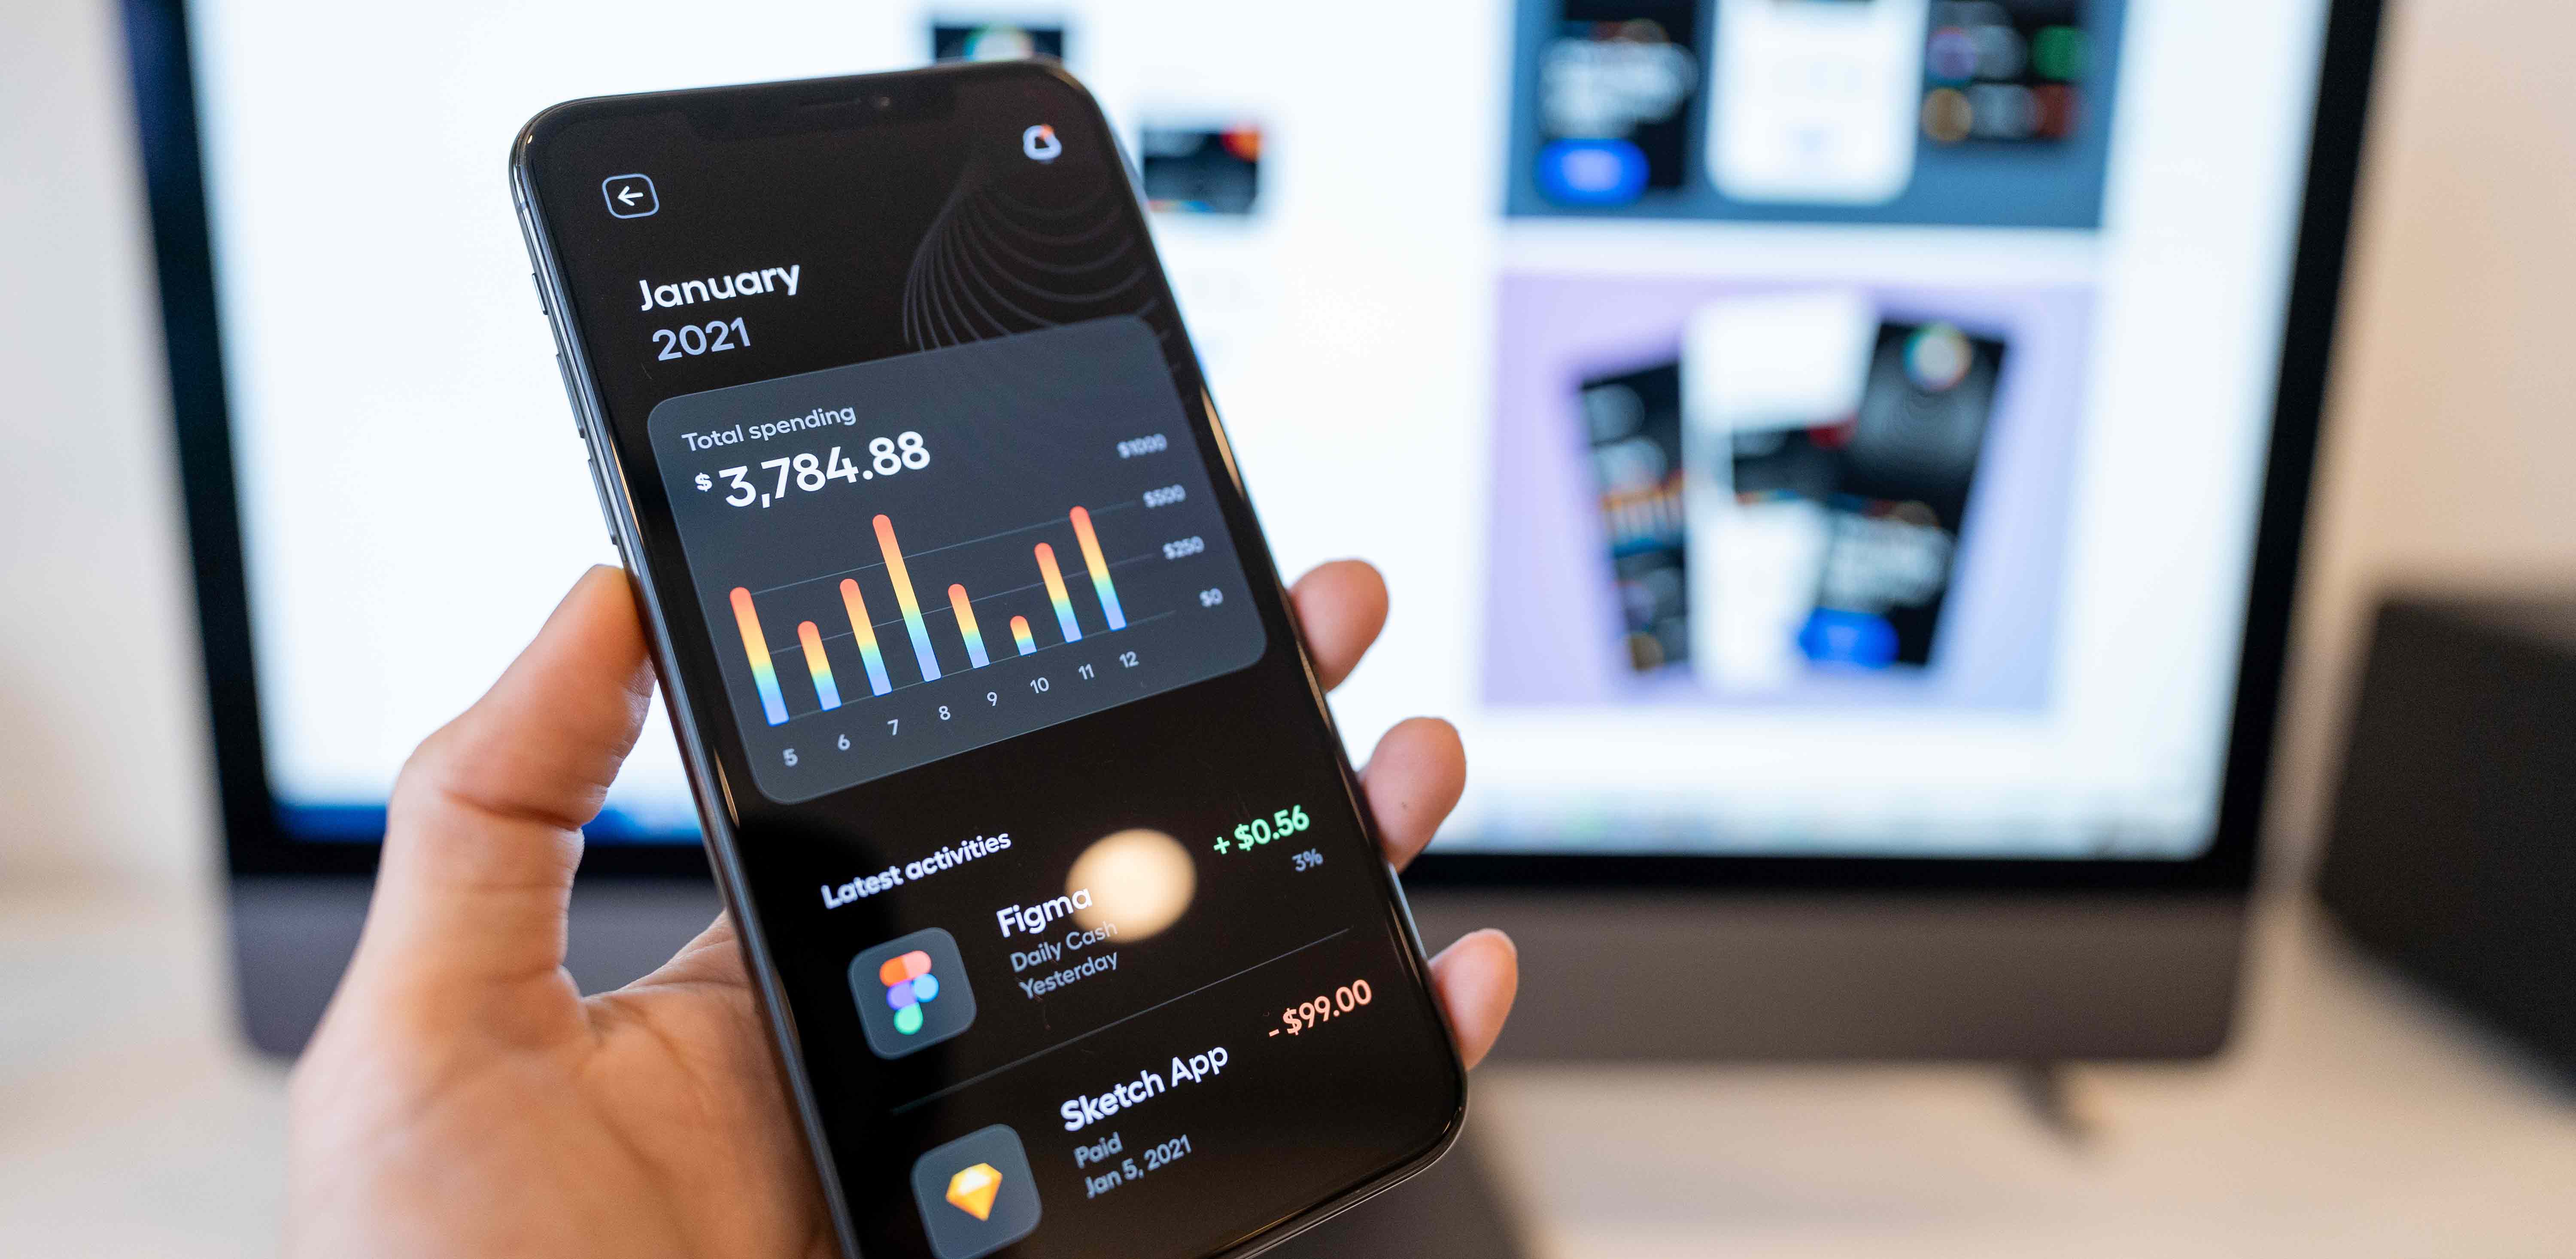 January
2021
Total spending
$3,784.88
$1000
$500
$250
$0
5 6 7 8 9 10 11 12
Latest activities
Figma
Daily Cash
Yesterday
+ $0.56
3%
Sketch App
Paid
Jan 5, 2021
- $99.00